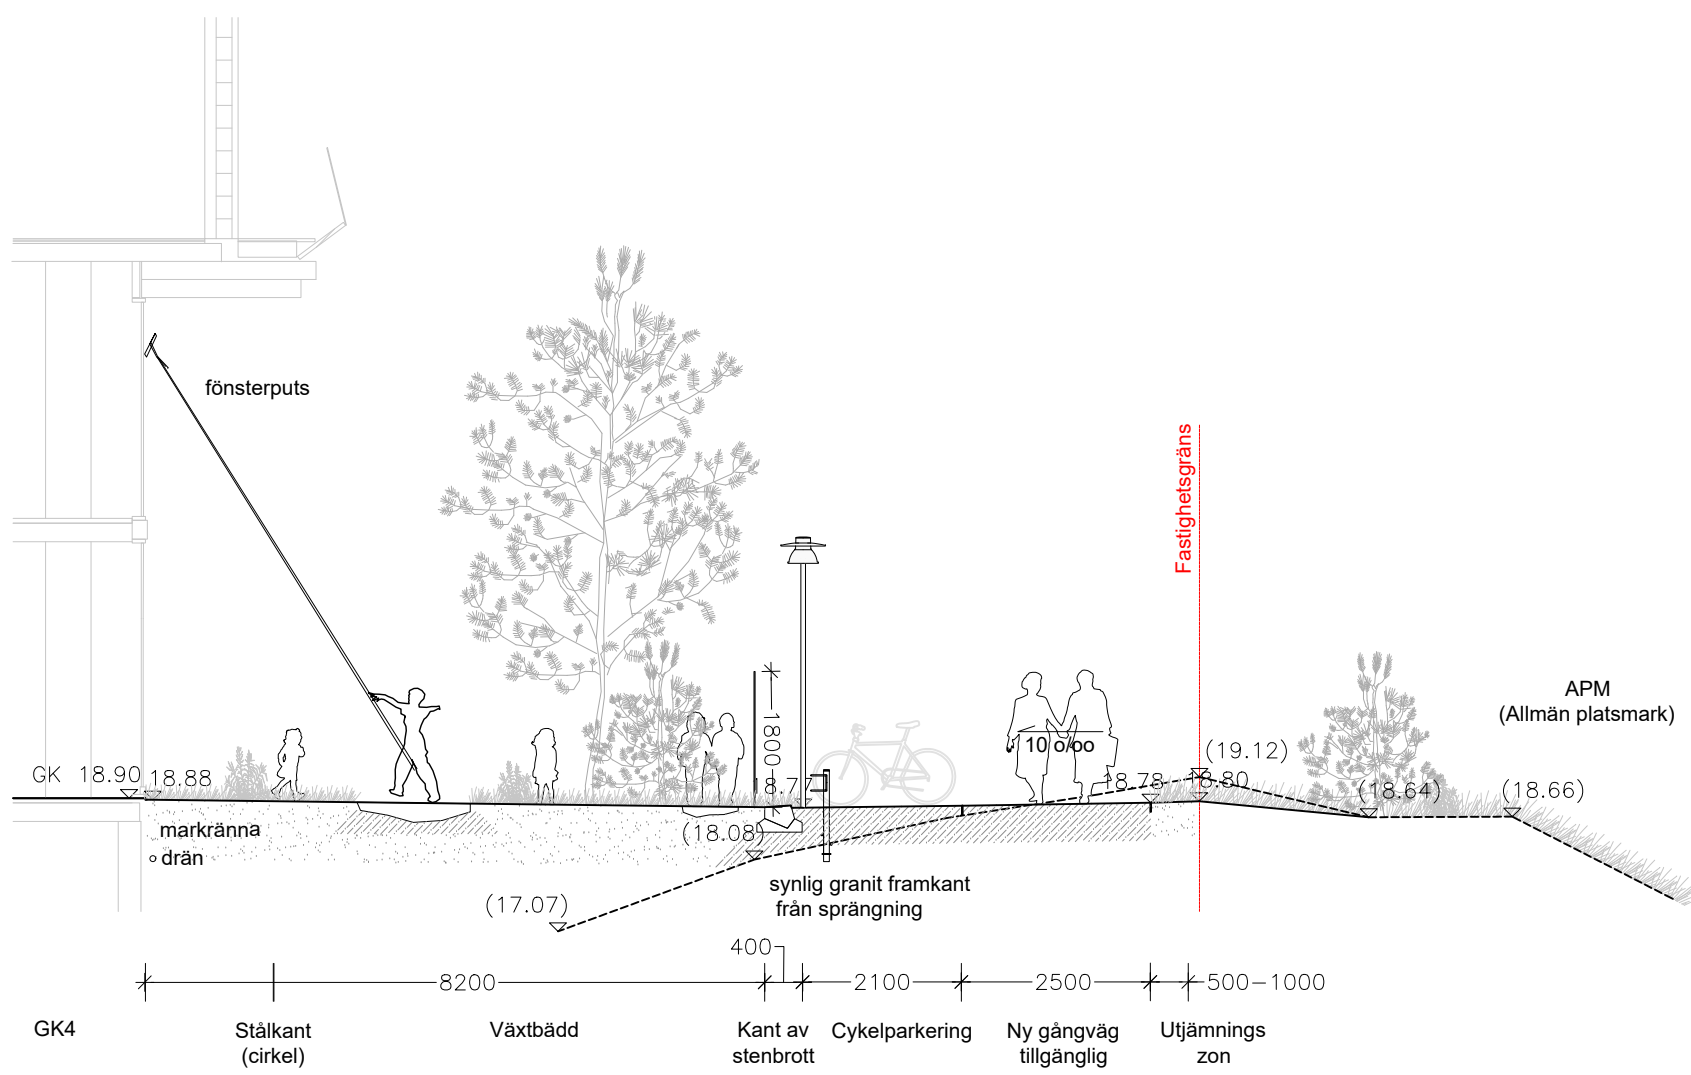 fönsterputs
Fastighetsgräns
APM
(Allmän platsmark)
1800
10 o/oo
(19.12)
GK 18.90
18.88
18.77
18.78
18.80
(18.64)
(18.66)
markränna
drän
(18.08)
synlig granit framkant
från sprängning
(17.07)
400
8200
2100
2500
500-1000
GK4
Stålkant
(cirkel)
Växtbädd
Kant av
stenbrott
Cykelparkering
Ny gångväg
tillgänglig
Utjämnings
zon